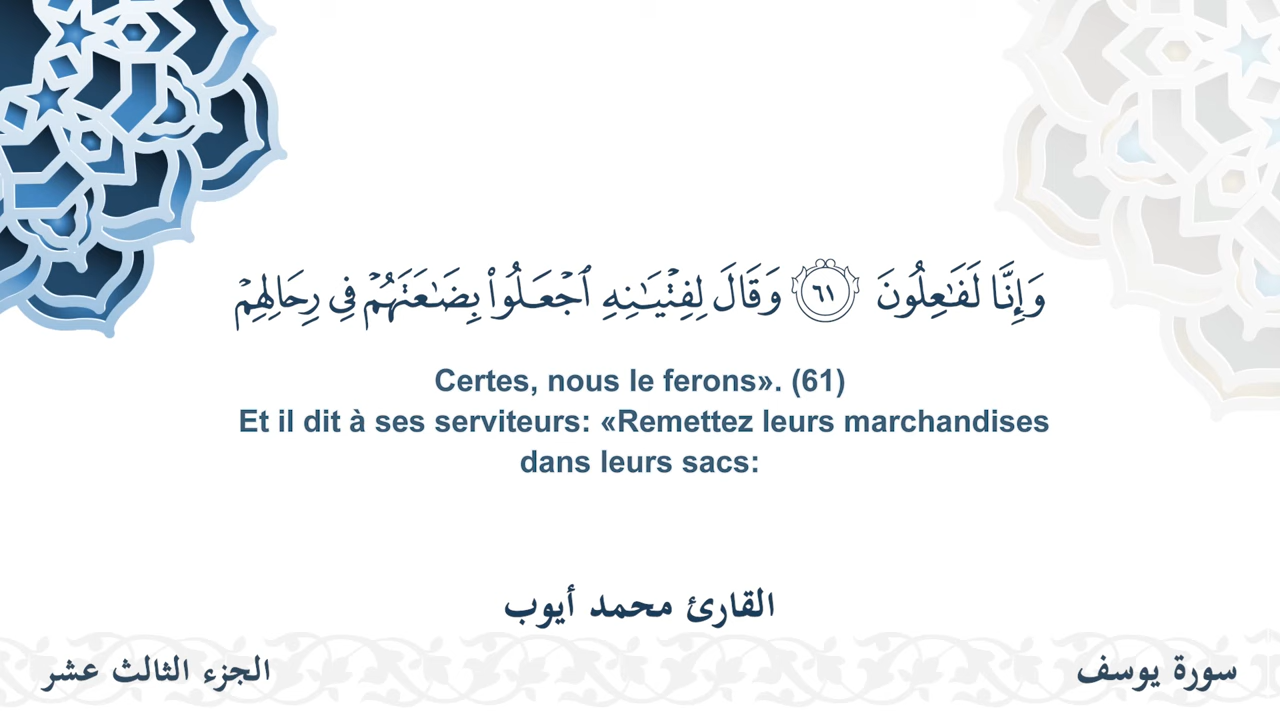 وَإِنَّا لَفَـٰعِلُونَ ٦١ وَقَالَ لِفِتْيَـٰنِهِ ٱجْعَلُوا۟ بِضَـٰعَتَهُمْ فِى رِحَالِهِمْ
Certes, nous le ferons». (61)
Et il dit à ses serviteurs: «Remettez leurs marchandises
dans leurs sacs:
القارئ محمد أيوب
سورة يوسف
الجزء الثالث عشر